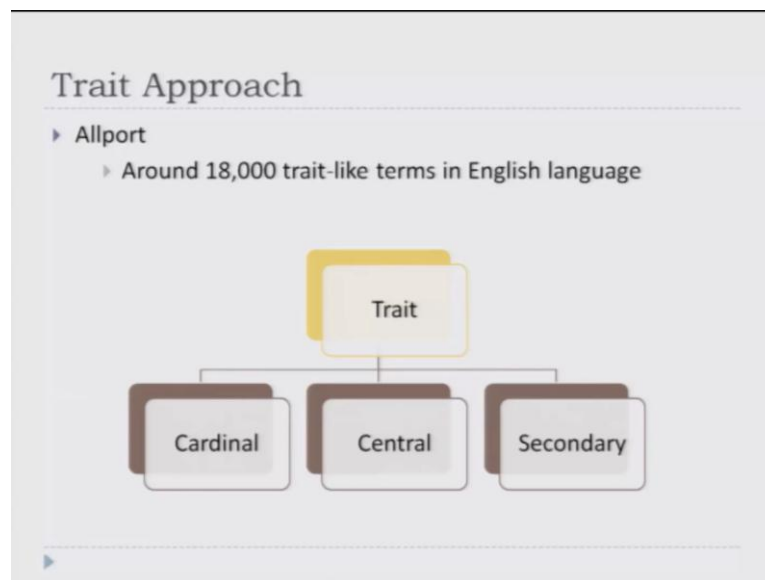 Trait Approach
Allport
Around 18,000 trait-like terms in English language
Trait
Cardinal
Central
Secondary